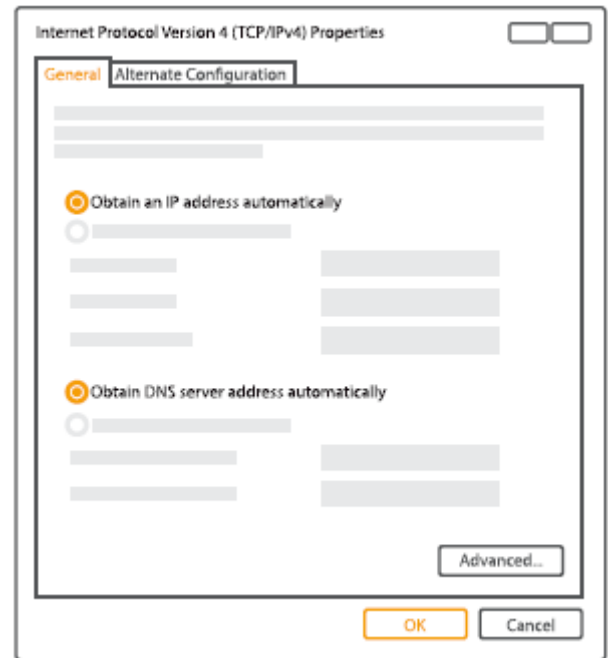 Internet Protocol Version 4 (TCP/IPv4) Properties
General Alternate Configuration
Obtain an IP address automatically
Obtain DNS server address automatically
Advanced...
OK Cancel